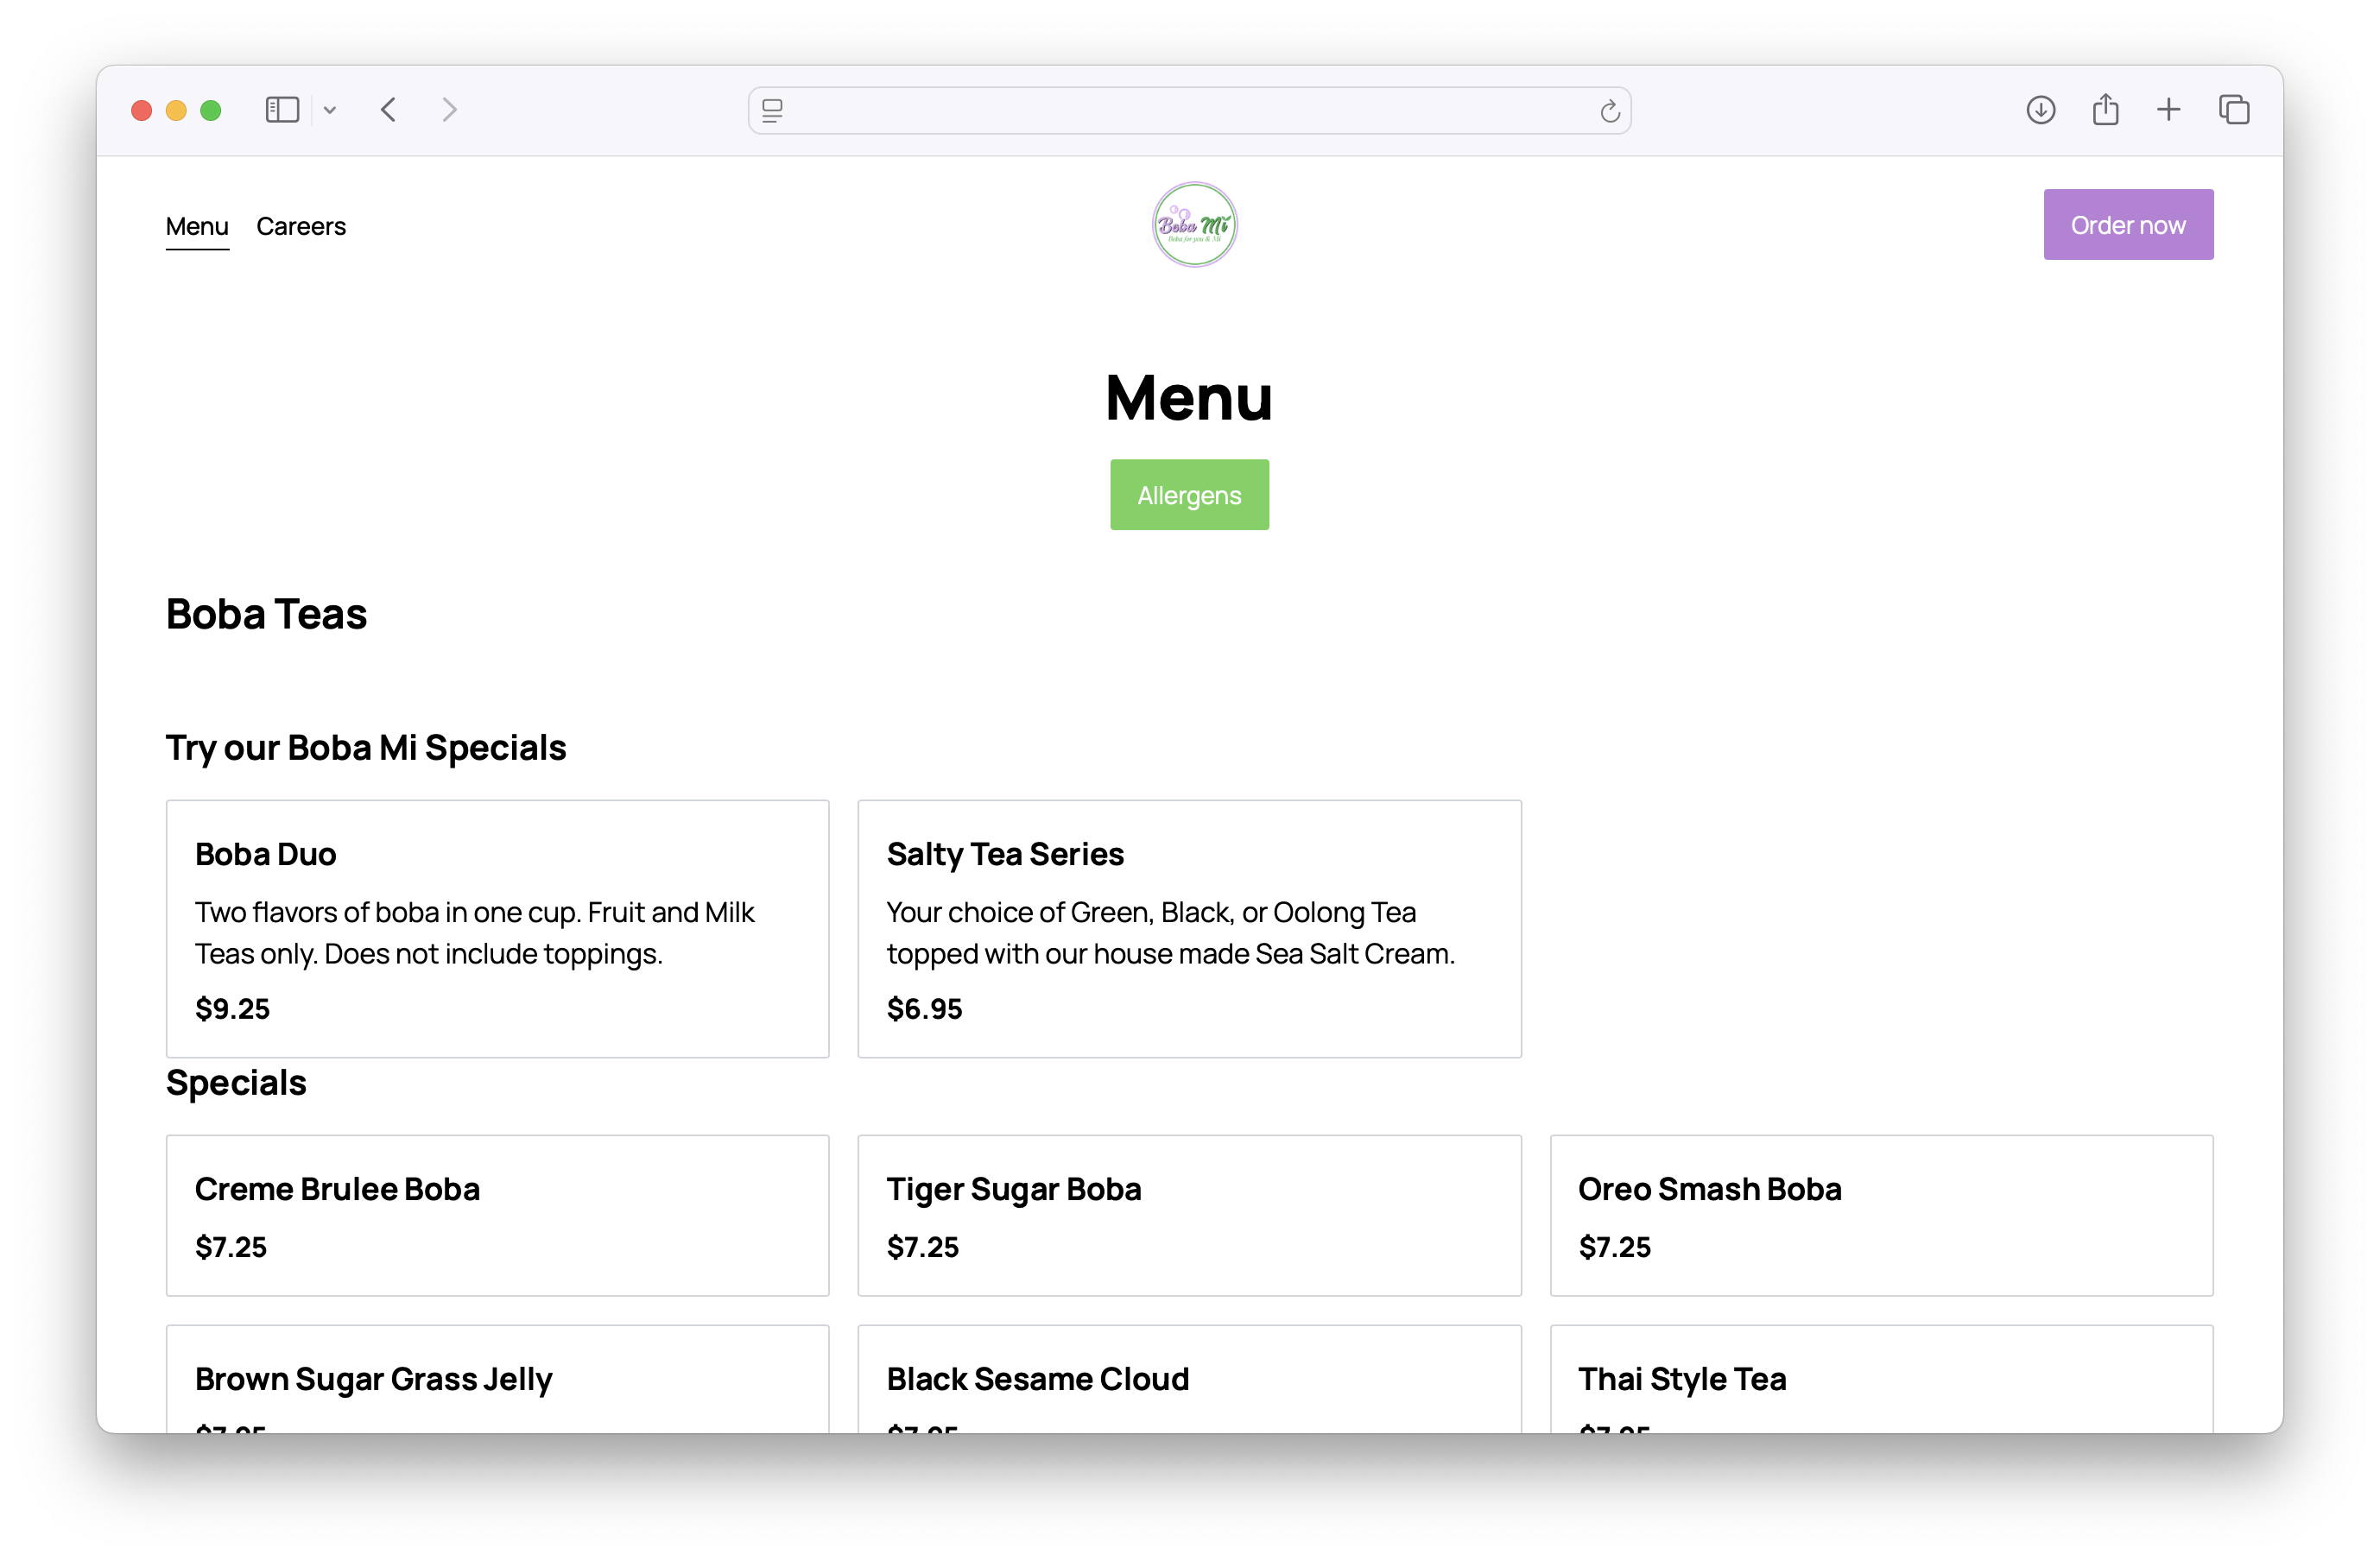 Menu Careers
Boba Mi
Boba for you & Mi
Order now
Menu
Allergens
Boba Teas
Try our Boba Mi Specials
Boba Duo
Two flavors of boba in one cup. Fruit and Milk
Teas only. Does not include toppings.
$9.25
Salty Tea Series
Your choice of Green, Black, or Oolong Tea
topped with our house made Sea Salt Cream.
$6.95
Specials
Creme Brulee Boba
$7.25
Tiger Sugar Boba
$7.25
Oreo Smash Boba
$7.25
Brown Sugar Grass Jelly
Black Sesame Cloud
Thai Style Tea